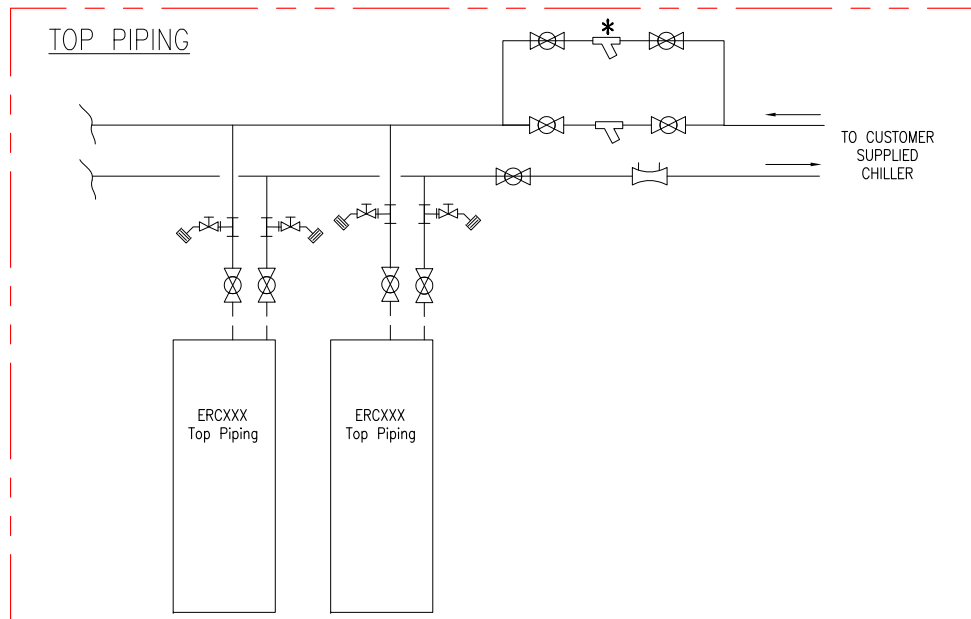 TOP PIPING
*
TO CUSTOMER
SUPPLIED
CHILLER
ERCXXX
Top Piping
ERCXXX
Top Piping